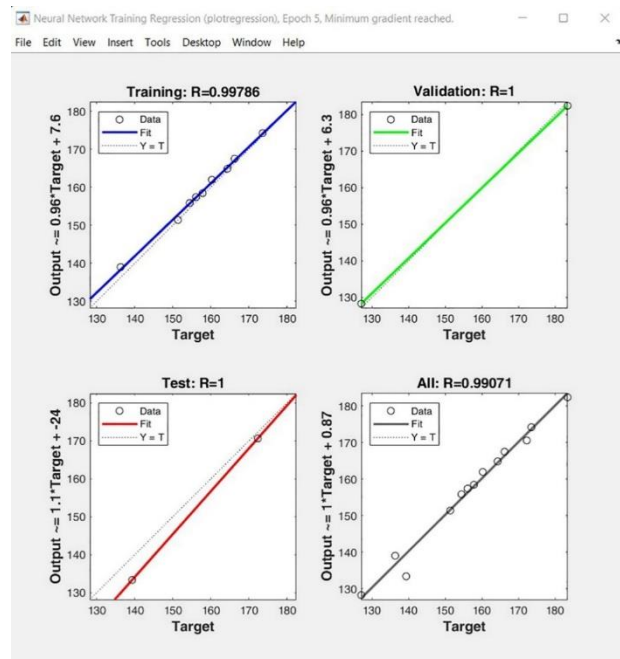 Neural Network Training Regression (plotregression), Epoch 5, Minimum gradient reached.
File Edit View Insert Tools Desktop Window Help
Training: R=0.99786
Output ~= 0.96*Target + 7.6
180
170
160
150
140
130
Data
Fit
Y = T
130 140 150 160 170 180
Target
Validation: R=1
Output ~= 0.96*Target + 6.3
180
170
160
150
140
130
Data
Fit
Y = T
130 140 150 160 170 180
Target
Test: R=1
Output ~= 1.1*Target + -24
180
170
160
150
140
130
Data
Fit
Y = T
130 140 150 160 170 180
Target
All: R=0.99071
Output ~= 1*Target + 0.87
180
170
160
150
140
130
Data
Fit
Y = T
130 140 150 160 170 180
Target